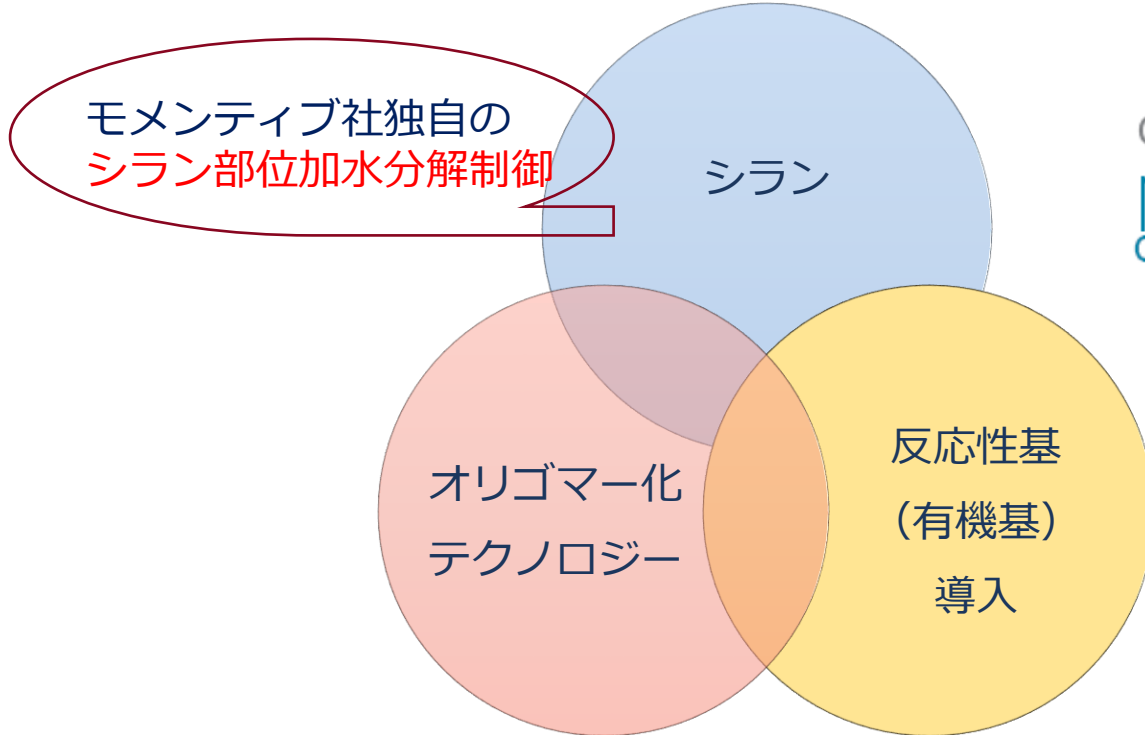 モメンティブ社独自の
シラン部位加水分解制御
シラン
オリゴマー化
テクノロジー
反応性基
（有機基）
導入